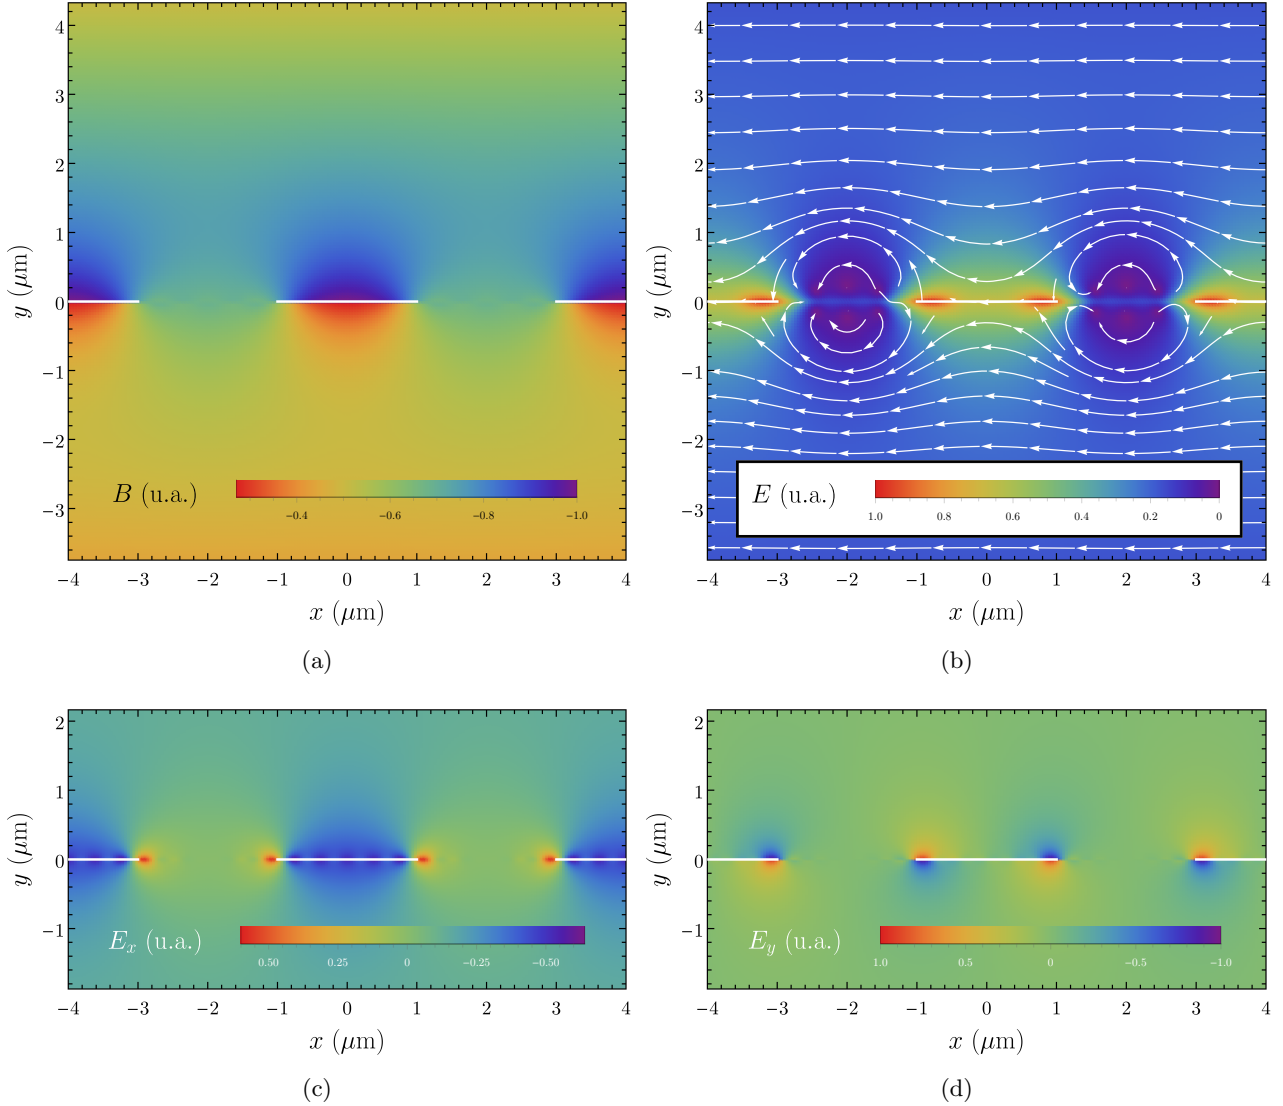 4
3
2
1
0
−1
−2
−3
y (μm)
B (u.a.)
−0.4 −0.6 −0.8 −1.0
−4 −3 −2 −1 0 1 2 3 4
x (μm)
(a)
4
3
2
1
0
−1
−2
−3
y (μm)
E (u.a.)
1.0 0.8 0.6 0.4 0.2 0
−4 −3 −2 −1 0 1 2 3 4
x (μm)
(b)
2
1
0
−1
y (μm)
E_x (u.a.)
0.50 0.25 0 −0.25 −0.50
−4 −3 −2 −1 0 1 2 3 4
x (μm)
(c)
2
1
0
−1
y (μm)
E_y (u.a.)
1.0 0.5 0 −0.5 −1.0
−4 −3 −2 −1 0 1 2 3 4
x (μm)
(d)